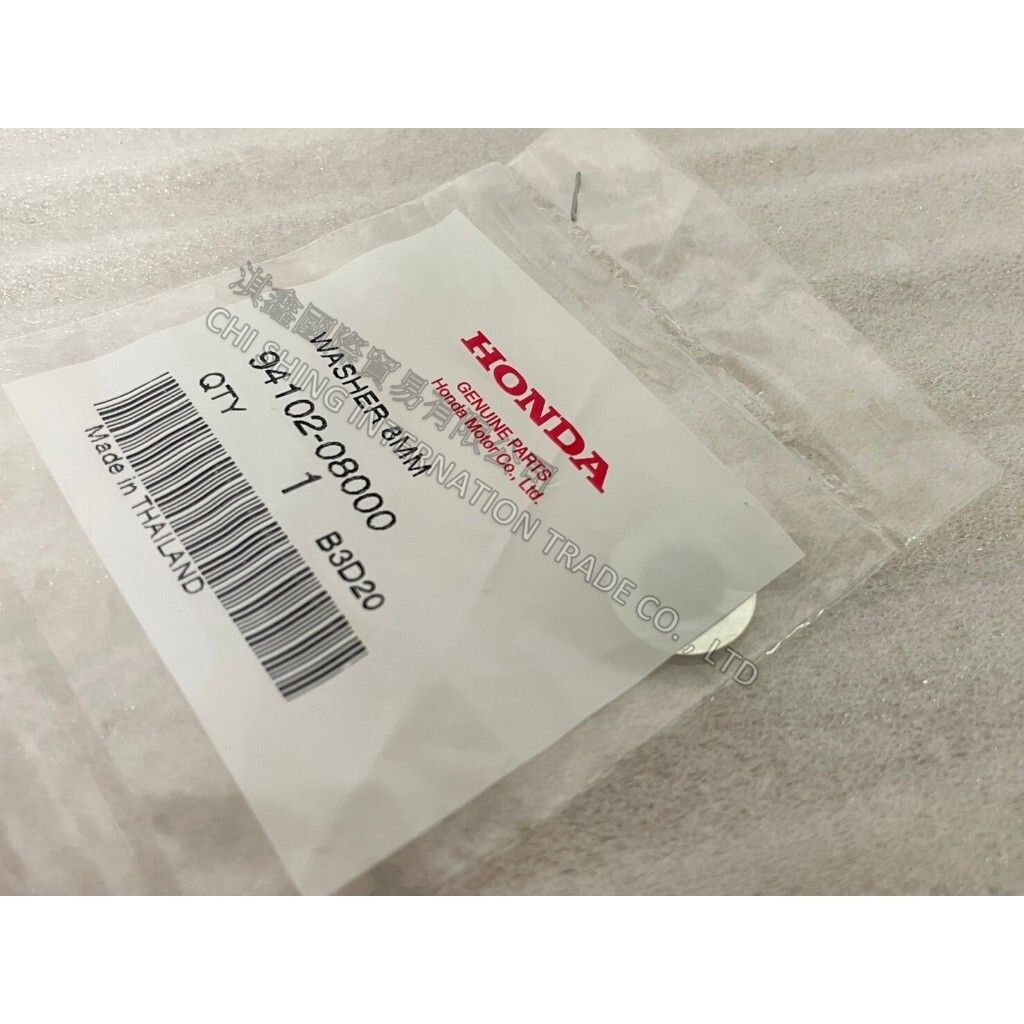 HONDA
GENUINE PARTS
Honda Motor Co., Ltd.
WASHER 8MM
94102-08000
QTY 1 B3D20
Made in THAILAND
淇鑫國際貿易有限公司
CHI SHING INTERNATION TRADE CO., LTD